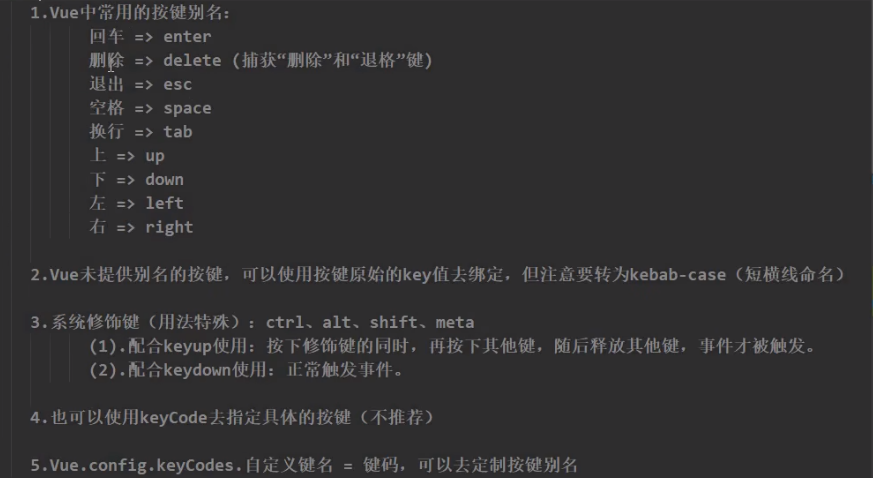 1.Vue中常用的按键别名：
回车 => enter
删除 => delete (捕获“删除”和“退格”键)
退出 => esc
空格 => space
换行 => tab
上 => up
下 => down
左 => left
右 => right
2.Vue未提供别名的按键，可以使用按键原始的key值去绑定，但注意要转为kebab-case（短横线命名）
3.系统修饰键（用法特殊）：ctrl、alt、shift、meta
(1).配合keyup使用：按下修饰键的同时，再按下其他键，随后释放其他键，事件才被触发。
(2).配合keydown使用：正常触发事件。
4.也可以使用keyCode去指定具体的按键（不推荐）
5.Vue.config.keyCodes.自定义键名 = 键码，可以去定制按键别名